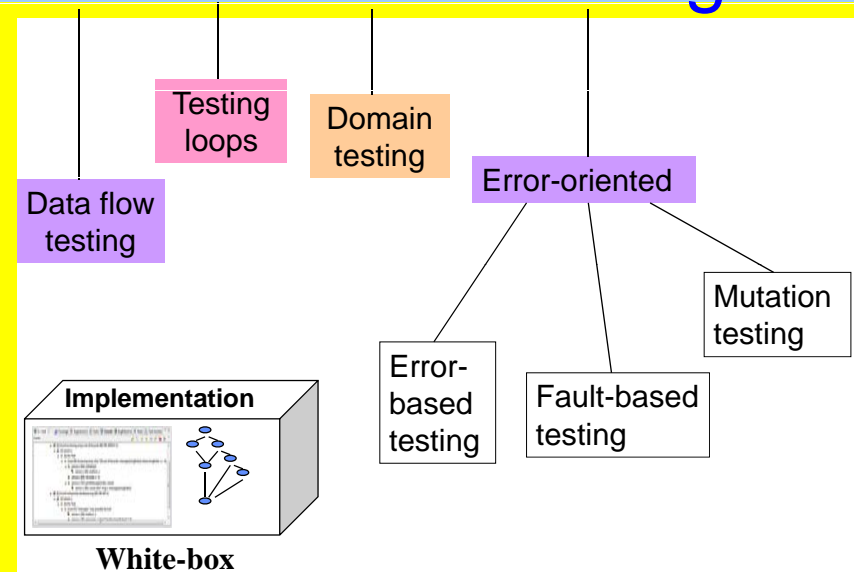 g
Testing
loops
Domain
testing
Error-oriented
Data flow
testing
Mutation
testing
Error-
based
testing
Fault-based
testing
Implementation
White-box